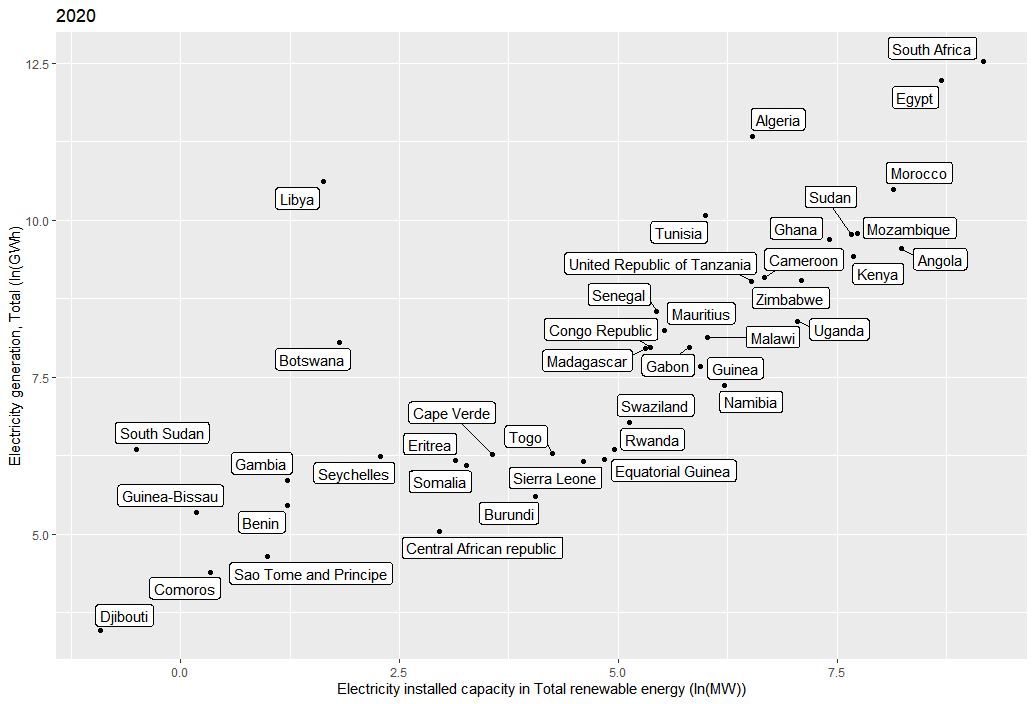 2020
South Africa
12.5
Egypt
Algeria
Morocco
Libya
Sudan
10.0
Tunisia
Ghana
Mozambique
United Republic of Tanzania
Cameroon
Angola
Kenya
Senegal
Zimbabwe
Mauritius
Congo Republic
Uganda
Malawi
Botswana
Madagascar
Gabon
Guinea
7.5
Swaziland
Namibia
South Sudan
Cape Verde
Eritrea
Togo
Rwanda
Gambia
Seychelles
Somalia
Sierra Leone
Equatorial Guinea
Guinea-Bissau
Benin
Burundi
5.0
Central African republic
Sao Tome and Principe
Comoros
Djibouti
Electricity generation, Total (ln(GWh)
0.0
2.5
5.0
7.5
Electricity installed capacity in Total renewable energy (ln(MW))